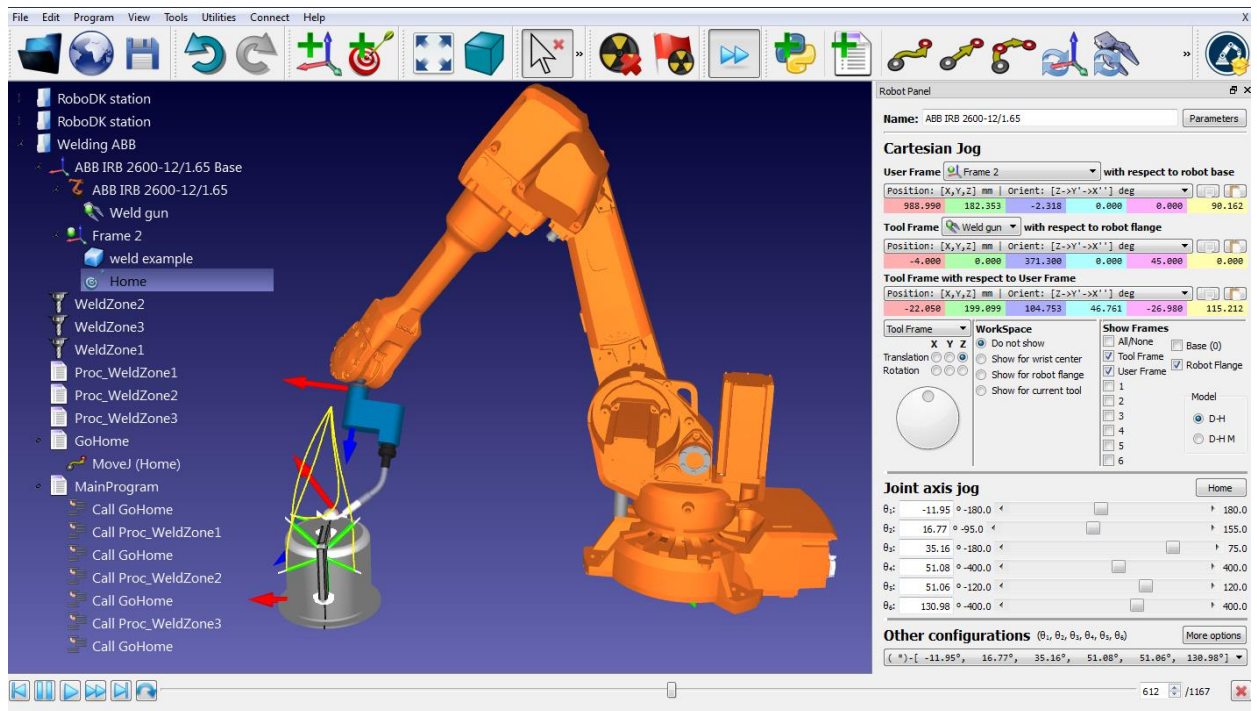 File Edit Program View Tools Utilities Connect Help X
» »
RoboDK station
RoboDK station
Welding ABB
ABB IRB 2600-12/1.65 Base
ABB IRB 2600-12/1.65
Weld gun
Frame 2
weld example
Home
WeldZone2
WeldZone3
WeldZone1
Proc_WeldZone1
Proc_WeldZone2
Proc_WeldZone3
GoHome
MoveJ (Home)
MainProgram
Call GoHome
Call Proc_WeldZone1
Call GoHome
Call Proc_WeldZone2
Call GoHome
Call Proc_WeldZone3
Call GoHome
Robot Panel
Name: ABB IRB 2600-12/1.65 Parameters
Cartesian Jog
User Frame Frame 2 with respect to robot base
Position: [X,Y,Z] mm | Orient: [Z->Y'->X''] deg
988.990 182.353 -2.318 0.000 0.000 90.162
Tool Frame Weld gun with respect to robot flange
Position: [X,Y,Z] mm | Orient: [Z->Y'->X''] deg
-4.000 0.000 371.300 0.000 45.000 0.000
Tool Frame with respect to User Frame
Position: [X,Y,Z] mm | Orient: [Z->Y'->X''] deg
-22.050 199.099 104.753 46.761 -26.980 115.212
Tool Frame
X Y Z
Translation
Rotation
WorkSpace
Do not show
Show for wrist center
Show for robot flange
Show for current tool
Show Frames
All/None Base (0)
Tool Frame Robot Flange
User Frame
1
2
3
4
5
6
Model
D-H
D-HM
Joint axis jog Home
θ₁: -11.95 º -180.0 180.0
θ₂: 16.77 º -95.0 155.0
θ₃: 35.16 º -180.0 75.0
θ₄: 51.08 º -400.0 400.0
θ₅: 51.06 º -120.0 120.0
θ₆: 130.98 º -400.0 400.0
Other configurations (θ₁, θ₂, θ₃, θ₄, θ₅, θ₆) More options
( *)-[ -11.95°, 16.77°, 35.16°, 51.08°, 51.06°, 130.98°]
612 /1167